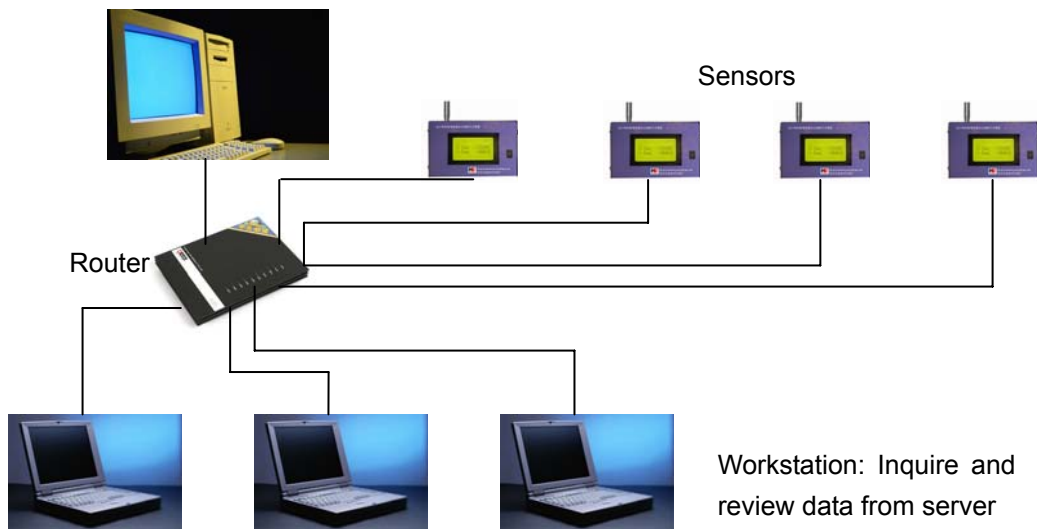 Sensors
Router
Workstation: Inquire and
review data from server